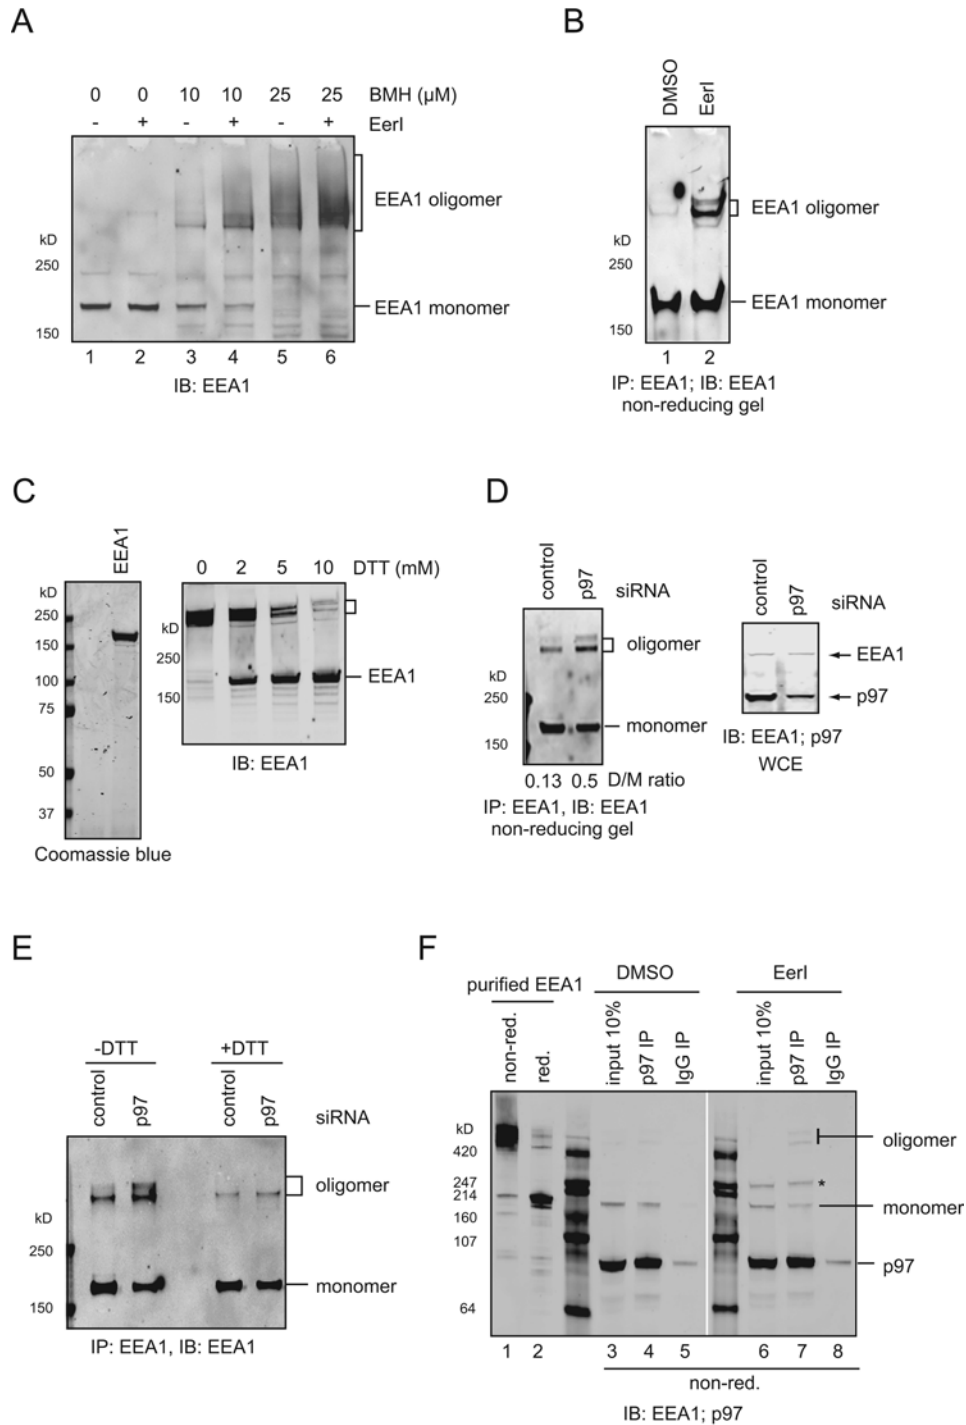 A
0 0 10 10 25 25 BMH (µM)
- + - + - + EerI
EEA1 oligomer
kD
250
EEA1 monomer
150
1 2 3 4 5 6
IB: EEA1
B
DMSO
EerI
EEA1 oligomer
kD
250
EEA1 monomer
150
1 2
IP: EEA1; IB: EEA1
non-reducing gel
C
EEA1
kD
250
150
100
75
50
37
Coomassie blue
0 2 5 10 DTT (mM)
kD
250
EEA1
150
IB: EEA1
D
control
p97
siRNA
oligomer
kD
250
monomer
150
0.13 0.5 D/M ratio
IP: EEA1, IB: EEA1
non-reducing gel
control
p97
siRNA
EEA1
p97
IB: EEA1; p97
WCE
E
-DTT +DTT
control
p97
control
p97
siRNA
oligomer
kD
250
monomer
150
IP: EEA1, IB: EEA1
F
purified EEA1 DMSO EerI
non-red.
red.
input 10%
p97 IP
IgG IP
input 10%
p97 IP
IgG IP
kD
oligomer
420
247 *
214
monomer
160
107
p97
64
1 2 3 4 5 6 7 8
non-red.
IB: EEA1; p97